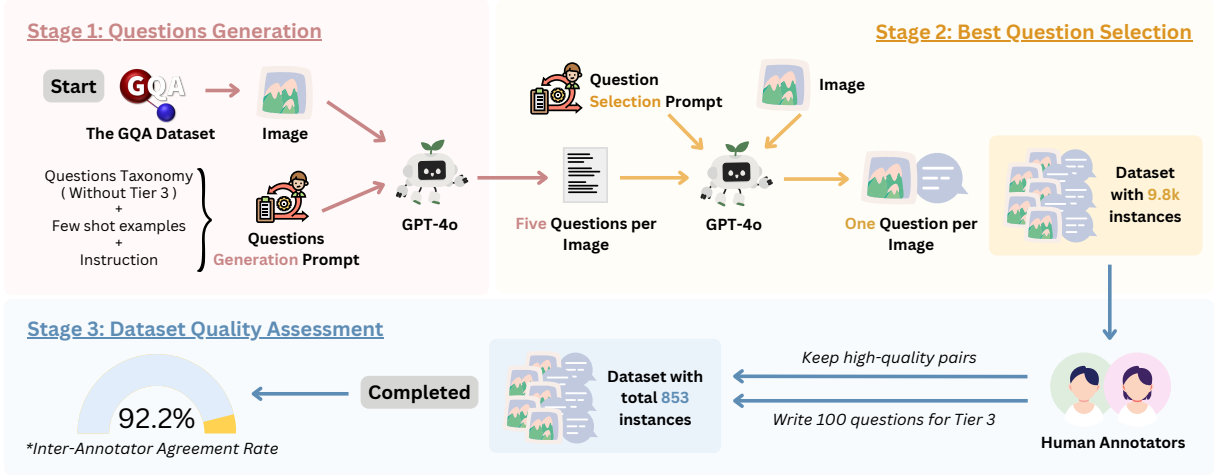 Stage 1: Questions Generation
Start
GQA
The GQA Dataset
Image
Questions Taxonomy
( Without Tier 3 )
+
Few shot examples
+
Instruction
Questions
Generation Prompt
GPT-4o
Stage 2: Best Question Selection
Question
Selection Prompt
Image
Five Questions per
Image
GPT-4o
One Question per
Image
Dataset
with 9.8k
instances
Stage 3: Dataset Quality Assessment
92.2%
*Inter-Annotator Agreement Rate
Completed
Dataset with
total 853
instances
Keep high-quality pairs
Write 100 questions for Tier 3
Human Annotators